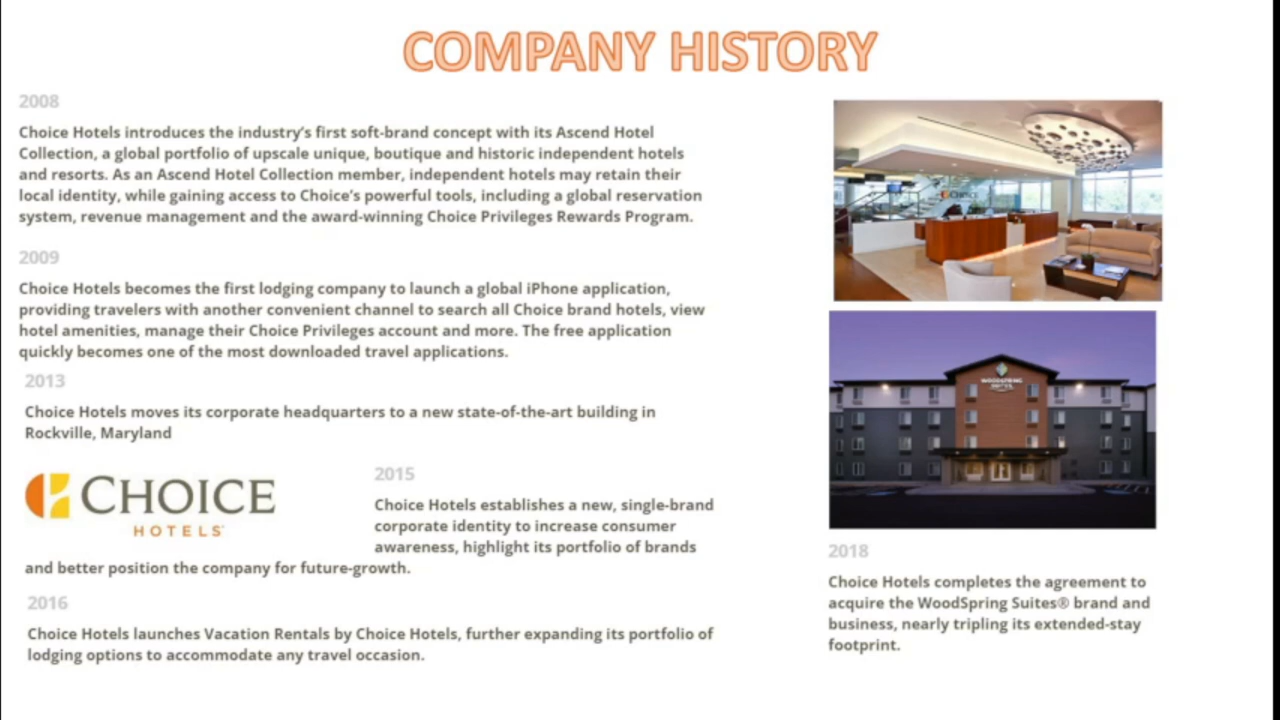 COMPANY HISTORY
2008
Choice Hotels introduces the industry's first soft-brand concept with its Ascend Hotel
Collection, a global portfolio of upscale unique, boutique and historic independent hotels
and resorts. As an Ascend Hotel Collection member, independent hotels may retain their
local identity, while gaining access to Choice's powerful tools, including a global reservation
system, revenue management and the award-winning Choice Privileges Rewards Program.
2009
Choice Hotels becomes the first lodging company to launch a global iPhone application,
providing travelers with another convenient channel to search all Choice brand hotels, view
hotel amenities, manage their Choice Privileges account and more. The free application
quickly becomes one of the most downloaded travel applications.
2013
Choice Hotels moves its corporate headquarters to a new state-of-the-art building in
Rockville, Maryland
CHOICE
HOTELS
2015
Choice Hotels establishes a new, single-brand
corporate identity to increase consumer
awareness, highlight its portfolio of brands
and better position the company for future-growth.
2016
Choice Hotels launches Vacation Rentals by Choice Hotels, further expanding its portfolio of
lodging options to accommodate any travel occasion.
CHOICE
WOODSPRING
SUITES
2018
Choice Hotels completes the agreement to
acquire the WoodSpring Suites® brand and
business, nearly tripling its extended-stay
footprint.